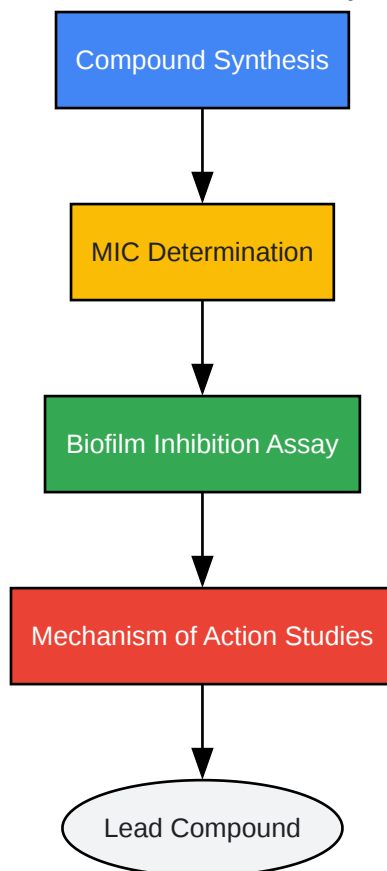 Compound Synthesis
MIC Determination
Biofilm Inhibition Assay
Mechanism of Action Studies
Lead Compound